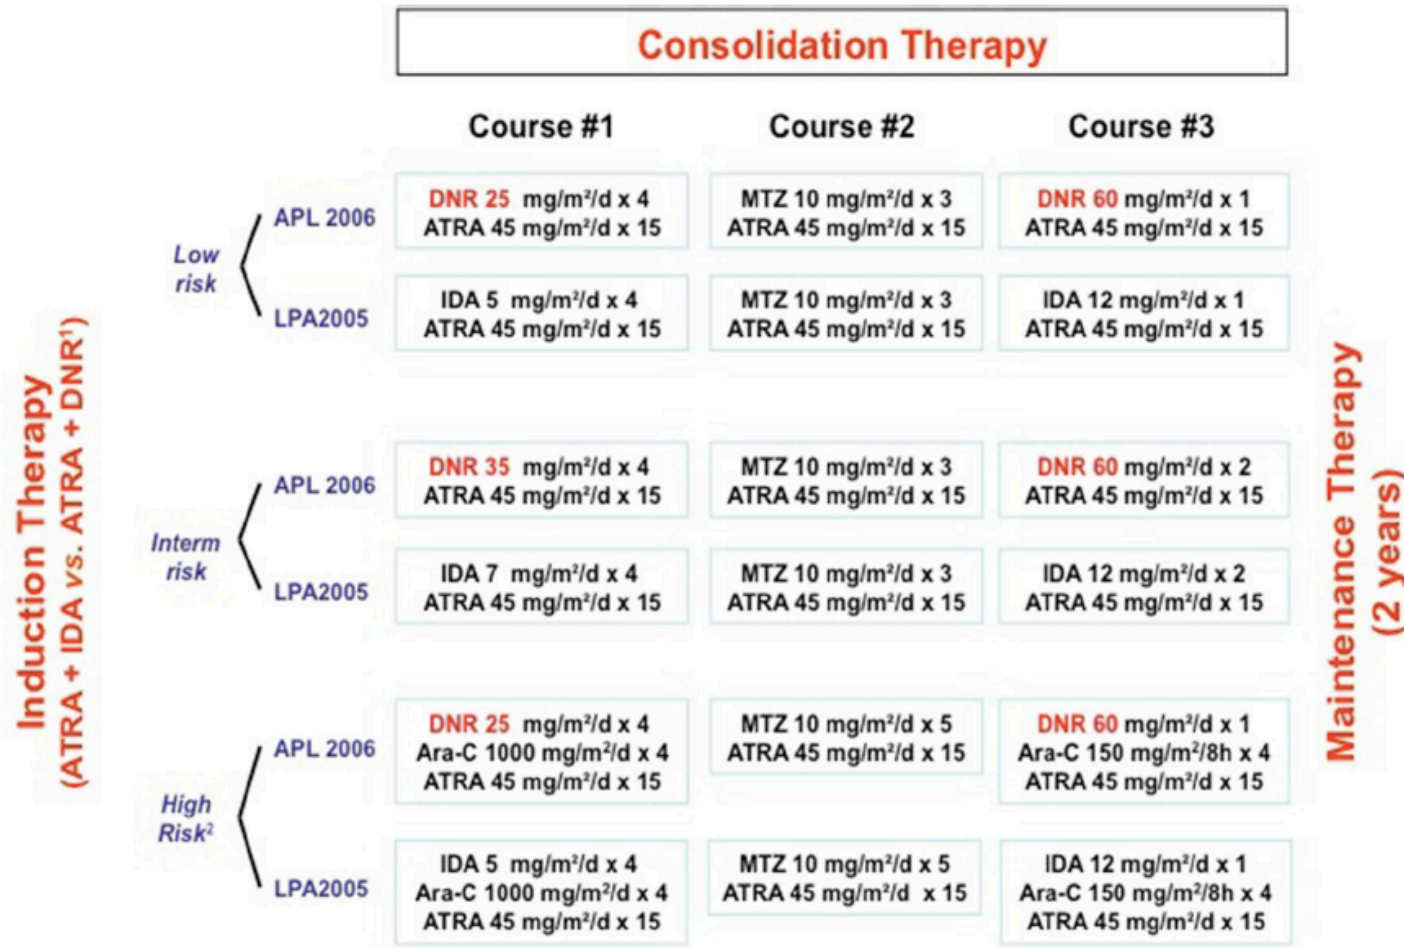 Consolidation Therapy
Course #1
Course #2
Course #3
Induction Therapy
(ATRA + IDA vs. ATRA + DNR¹)
Low
risk
APL 2006
DNR 25 mg/m²/d x 4
ATRA 45 mg/m²/d x 15
MTZ 10 mg/m²/d x 3
ATRA 45 mg/m²/d x 15
DNR 60 mg/m²/d x 1
ATRA 45 mg/m²/d x 15
LPA2005
IDA 5 mg/m²/d x 4
ATRA 45 mg/m²/d x 15
MTZ 10 mg/m²/d x 3
ATRA 45 mg/m²/d x 15
IDA 12 mg/m²/d x 1
ATRA 45 mg/m²/d x 15
Interm
risk
APL 2006
DNR 35 mg/m²/d x 4
ATRA 45 mg/m²/d x 15
MTZ 10 mg/m²/d x 3
ATRA 45 mg/m²/d x 15
DNR 60 mg/m²/d x 2
ATRA 45 mg/m²/d x 15
LPA2005
IDA 7 mg/m²/d x 4
ATRA 45 mg/m²/d x 15
MTZ 10 mg/m²/d x 3
ATRA 45 mg/m²/d x 15
IDA 12 mg/m²/d x 2
ATRA 45 mg/m²/d x 15
High
Risk²
APL 2006
DNR 25 mg/m²/d x 4
Ara-C 1000 mg/m²/d x 4
ATRA 45 mg/m²/d x 15
MTZ 10 mg/m²/d x 5
ATRA 45 mg/m²/d x 15
DNR 60 mg/m²/d x 1
Ara-C 150 mg/m²/8h x 4
ATRA 45 mg/m²/d x 15
LPA2005
IDA 5 mg/m²/d x 4
Ara-C 1000 mg/m²/d x 4
ATRA 45 mg/m²/d x 15
MTZ 10 mg/m²/d x 5
ATRA 45 mg/m²/d x 15
IDA 12 mg/m²/d x 1
Ara-C 150 mg/m²/8h x 4
ATRA 45 mg/m²/d x 15
Maintenance Therapy
(2 years)